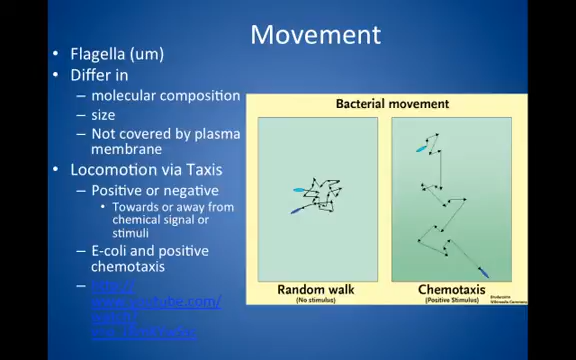 Movement
• Flagella (um)
• Differ in
– molecular composition
– size
– Not covered by plasma
membrane
• Locomotion via Taxis
– Positive or negative
• Towards or away from
chemical signal or
stimuli
– E-coli and positive
chemotaxis
– http://
www.youtube.com/
Bacterial movement
Random walk
(No stimulus)
Chemotaxis
(Positive Stimulus)